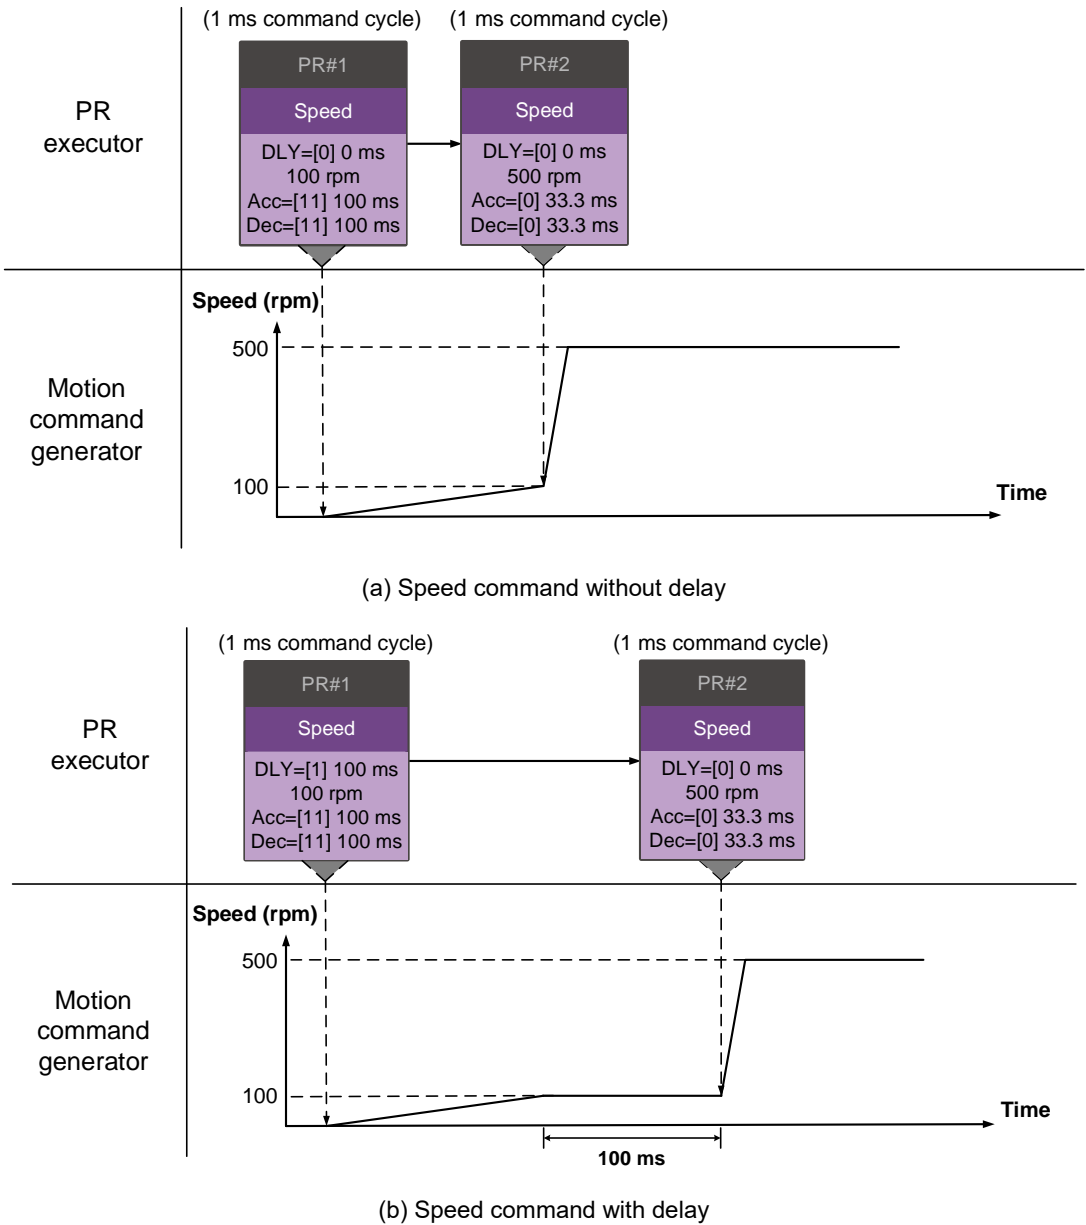 (1 ms command cycle)
(1 ms command cycle)
PR
executor
PR#1
Speed
DLY=[0] 0 ms
100 rpm
Acc=[11] 100 ms
Dec=[11] 100 ms
PR#2
Speed
DLY=[0] 0 ms
500 rpm
Acc=[0] 33.3 ms
Dec=[0] 33.3 ms
Motion
command
generator
Speed (rpm)
500
100
Time
(a) Speed command without delay
(1 ms command cycle)
(1 ms command cycle)
PR
executor
PR#1
Speed
DLY=[1] 100 ms
100 rpm
Acc=[11] 100 ms
Dec=[11] 100 ms
PR#2
Speed
DLY=[0] 0 ms
500 rpm
Acc=[0] 33.3 ms
Dec=[0] 33.3 ms
Motion
command
generator
Speed (rpm)
500
100
Time
100 ms
(b) Speed command with delay